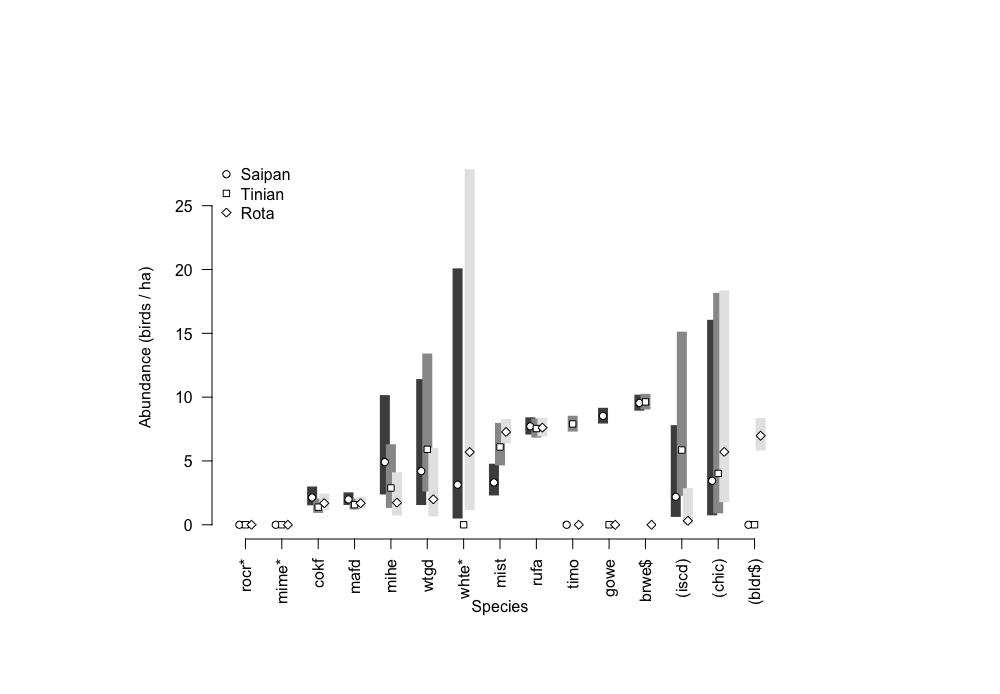 Saipan
Tinian
Rota
Abundance (birds / ha)
25
20
15
10
5
0
rocr*
mime*
cokf
mafd
mihe
wtgd
whte*
mist
rufa
timo
gowe
brwe$
(iscd)
(chic)
(bldr$)
Species